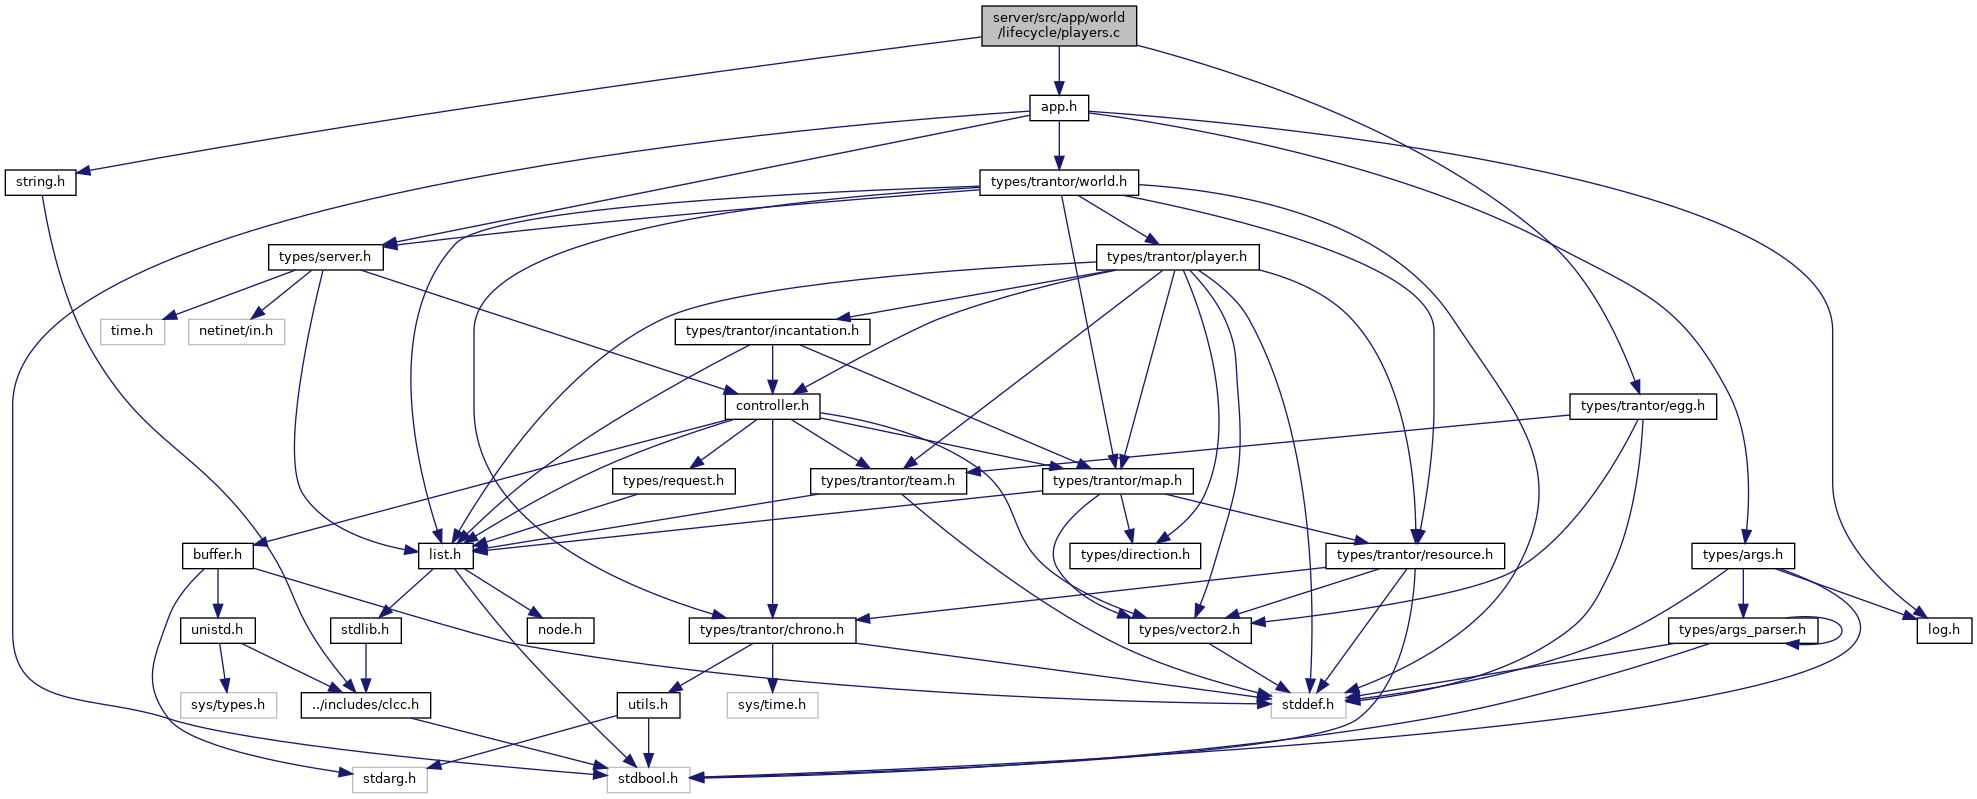 server/src/app/world
/lifecycle/players.c
app.h
string.h
types/trantor/world.h
types/server.h
types/trantor/player.h
time.h
netinet/in.h
types/trantor/incantation.h
controller.h
types/trantor/egg.h
types/request.h
types/trantor/team.h
types/trantor/map.h
buffer.h
list.h
types/direction.h
types/trantor/resource.h
types/args.h
unistd.h
stdlib.h
node.h
types/trantor/chrono.h
types/vector2.h
types/args_parser.h
log.h
sys/types.h
../includes/clcc.h
utils.h
sys/time.h
stddef.h
stdarg.h
stdbool.h